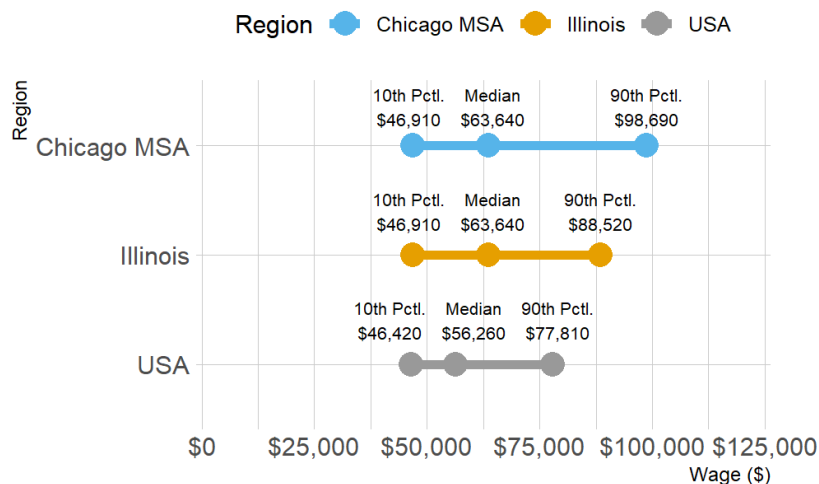 Region Chicago MSA Illinois USA
Region
10th Pctl. Median 90th Pctl.
$46,910 $63,640 $98,690
Chicago MSA
10th Pctl. Median 90th Pctl.
$46,910 $63,640 $88,520
Illinois
10th Pctl. Median 90th Pctl.
$46,420 $56,260 $77,810
USA
$0 $25,000 $50,000 $75,000 $100,000 $125,000
Wage ($)